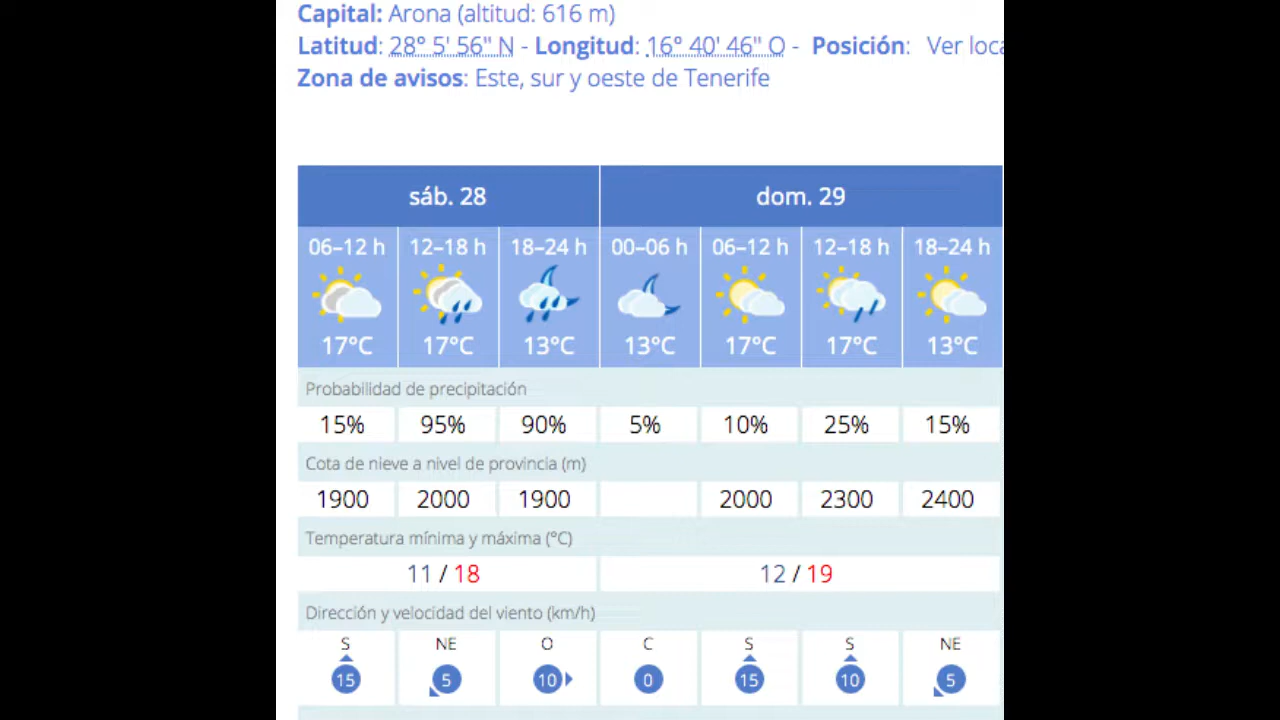 Capital: Arona (altitud: 616 m)
Latitud: 28° 5' 56" N - Longitud: 16° 40' 46" O - Posición: Ver
Zona de avisos: Este, sur y oeste de Tenerife
sáb. 28 dom. 29
06–12 h 12–18 h 18–24 h 00–06 h 06–12 h 12–18 h 18–24 h
17°C 17°C 13°C 13°C 17°C 17°C 13°C
Probabilidad de precipitación
15% 95% 90% 5% 10% 25% 15%
Cota de nieve a nivel de provincia (m)
1900 2000 1900 2000 2300 2400
Temperatura mínima y máxima (°C)
11 / 18 12 / 19
Dirección y velocidad del viento (km/h)
S NE O C S S NE
15 5 10 0 15 10 5